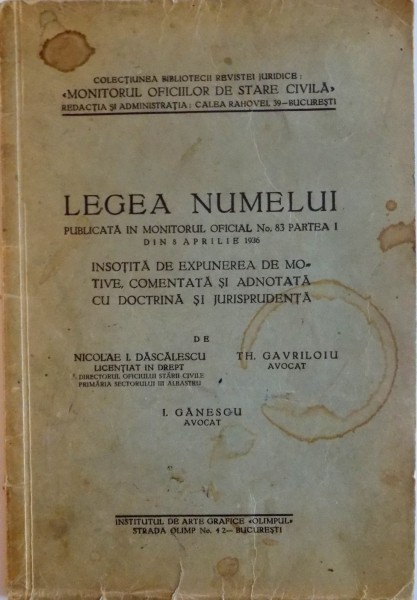 COLECȚIUNEA BIBLIOTECII REVISTEI JURIDICE:
«MONITORUL OFICIILOR DE STARE CIVILĂ»
REDACȚIA ȘI ADMINISTRAȚIA: CALEA RAHOVEI, 79—BUCUREȘTI
LEGEA NUMELUI
PUBLICATĂ IN MONITORUL OFICIAL No. 83 PARTEA I
DIN 8 APRILIE 1936
INSOȚITĂ DE EXPUNEREA DE MO-
TIVE, COMENTATĂ ȘI ADNOTATĂ
CU DOCTRINĂ ȘI JURISPRUDENȚĂ
DE
NICOLAE I. DĂSCĂLESCU
LICENȚIAT IN DREPT
DIRECTORUL OFICIULUI STĂRII CIVILE
PRIMĂRIA SECTORULUI III ALBASTRU
TH. GAVRILOIU
AVOCAT
I. GĂNESCU
AVOCAT
INSTITUTUL DE ARTE GRAFICE «OLIMPUL»
STRADA OLIMP No. 42—BUCUREȘTI